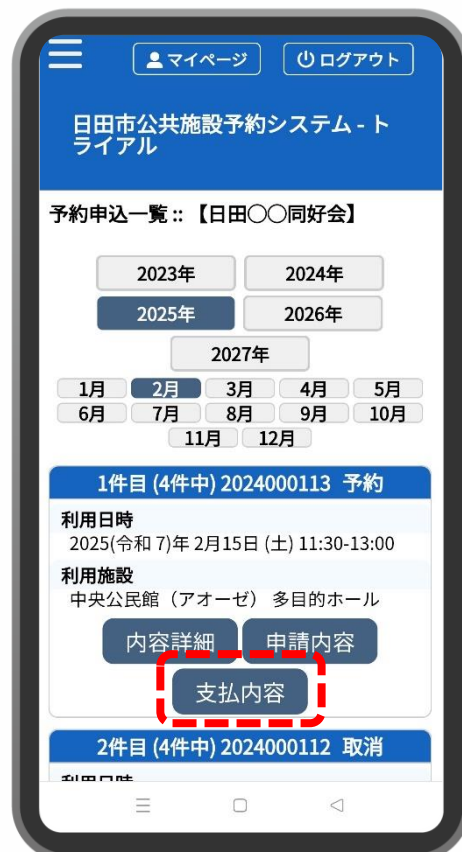 マイページ ログアウト
日田市公共施設予約システム - ト
ライアル
予約申込一覧 :: 【日田〇〇同好会】
2023年 2024年
2025年 2026年
2027年
1月 2月 3月 4月 5月
6月 7月 8月 9月 10月
11月 12月
1件目 (4件中) 2024000113 予約
利用日時
2025(令和 7)年 2月15日 (土) 11:30-13:00
利用施設
中央公民館（アオーゼ） 多目的ホール
内容詳細 申請内容
支払内容
2件目 (4件中) 2024000112 取消
利用日時